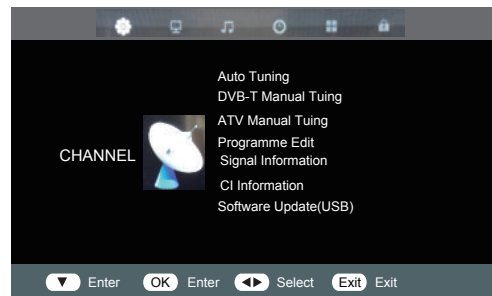 Auto Tuning
DVB-T Manual Tuing
ATV Manual Tuing
CHANNEL
Programme Edit
Signal Information
CI Information
Software Update(USB)
Enter OK Enter Select Exit Exit